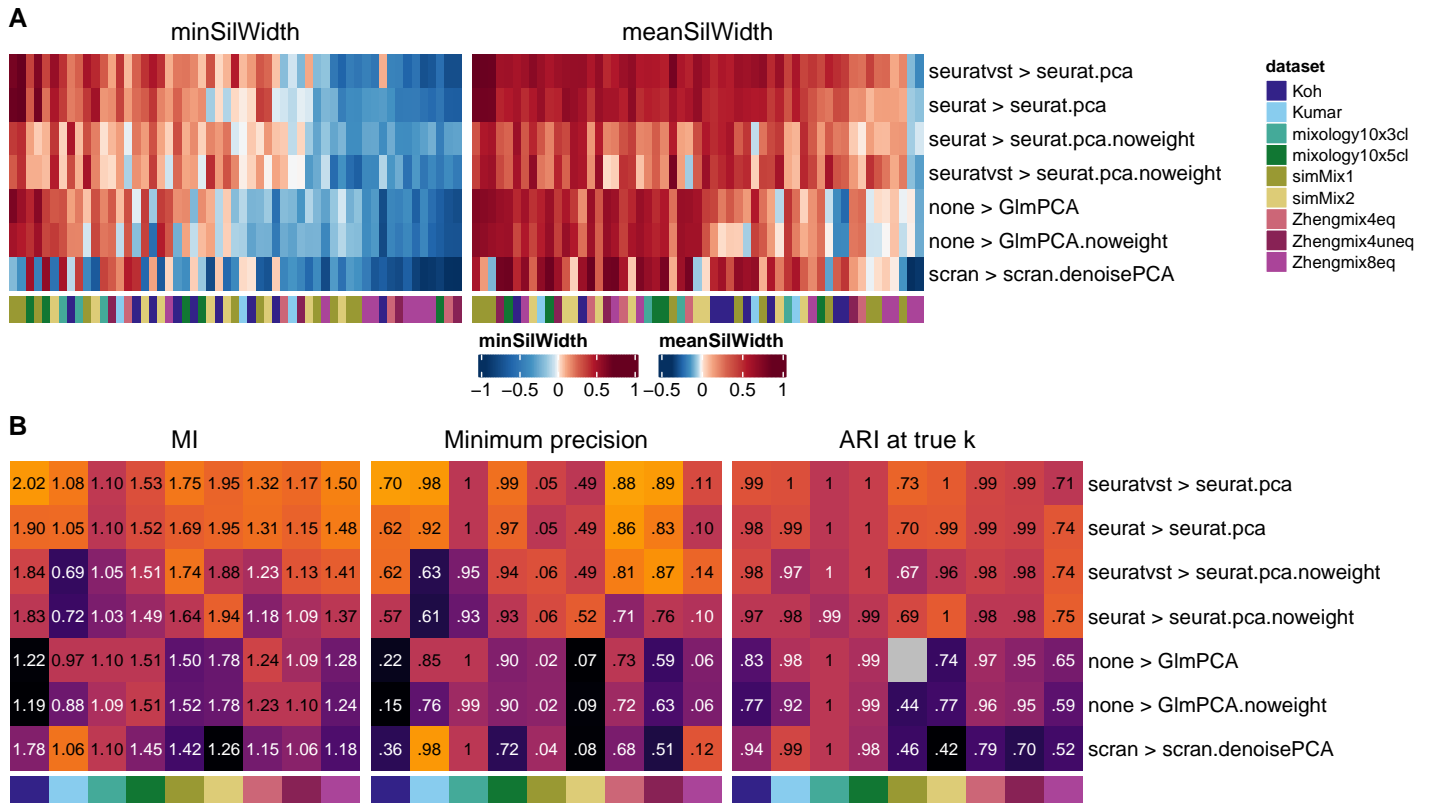 A
minSilWidth meanSilWidth
seuratvst > seurat.pca
seurat > seurat.pca
seurat > seurat.pca.noweight
seuratvst > seurat.pca.noweight
none > GlmPCA
none > GlmPCA.noweight
scran > scran.denoisePCA
dataset
Koh
Kumar
mixology10x3cl
mixology10x5cl
simMix1
simMix2
Zhengmix4eq
Zhengmix4uneq
Zhengmix8eq
minSilWidth meanSilWidth
−1 −0.5 0 0.5 1 −0.5 0 0.5 1
B
MI Minimum precision ARI at true k
2.02 1.08 1.10 1.53 1.75 1.95 1.32 1.17 1.50 .70 .98 1 .99 .05 .49 .88 .89 .11 .99 1 1 1 .73 1 .99 .99 .71 seuratvst > seurat.pca
1.90 1.05 1.10 1.52 1.69 1.95 1.31 1.15 1.48 .62 .92 1 .97 .05 .49 .86 .83 .10 .98 .99 1 1 .70 .99 .99 .99 .74 seurat > seurat.pca
1.84 0.69 1.05 1.51 1.74 1.88 1.23 1.13 1.41 .62 .63 .95 .94 .06 .49 .81 .87 .14 .98 .97 1 1 .67 .96 .98 .98 .74 seuratvst > seurat.pca.noweight
1.83 0.72 1.03 1.49 1.64 1.94 1.18 1.09 1.37 .57 .61 .93 .93 .06 .52 .71 .76 .10 .97 .98 .99 .99 .69 1 .98 .98 .75 seurat > seurat.pca.noweight
1.22 0.97 1.10 1.51 1.50 1.78 1.24 1.09 1.28 .22 .85 1 .90 .02 .07 .73 .59 .06 .83 .98 1 .99 .74 .97 .95 .65 none > GlmPCA
1.19 0.88 1.09 1.51 1.52 1.78 1.23 1.10 1.24 .15 .76 .99 .90 .02 .09 .72 .63 .06 .77 .92 1 .99 .44 .77 .96 .95 .59 none > GlmPCA.noweight
1.78 1.06 1.10 1.45 1.42 1.26 1.15 1.06 1.18 .36 .98 1 .72 .04 .08 .68 .51 .12 .94 .99 1 .98 .46 .42 .79 .70 .52 scran > scran.denoisePCA